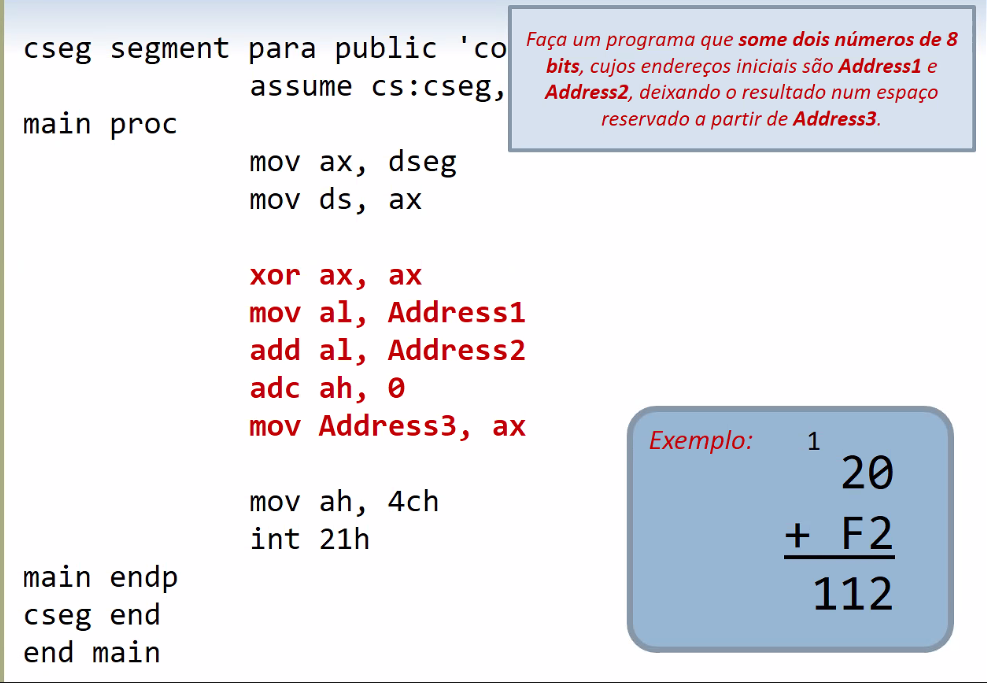 cseg segment para public 'co
assume cs:cseg,
main proc
mov ax, dseg
mov ds, ax
xor ax, ax
mov al, Address1
add al, Address2
adc ah, 0
mov Address3, ax
mov ah, 4ch
int 21h
main endp
cseg end
end main
Faça um programa que some dois números de 8
bits, cujos endereços iniciais são Address1 e
Address2, deixando o resultado num espaço
reservado a partir de Address3.
Exemplo:
1
20
+ F2
112